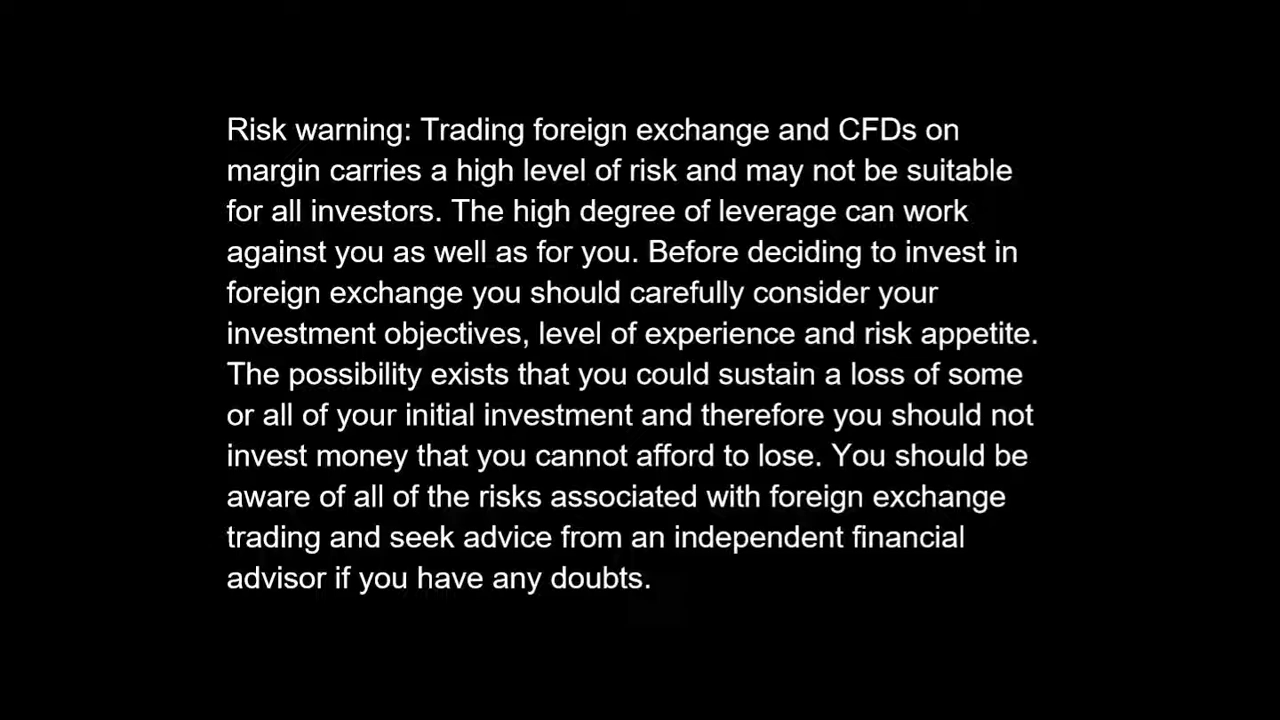 Risk warning: Trading foreign exchange and CFDs on
margin carries a high level of risk and may not be suitable
for all investors. The high degree of leverage can work
against you as well as for you. Before deciding to invest in
foreign exchange you should carefully consider your
investment objectives, level of experience and risk appetite.
The possibility exists that you could sustain a loss of some
or all of your initial investment and therefore you should not
invest money that you cannot afford to lose. You should be
aware of all of the risks associated with foreign exchange
trading and seek advice from an independent financial
advisor if you have any doubts.